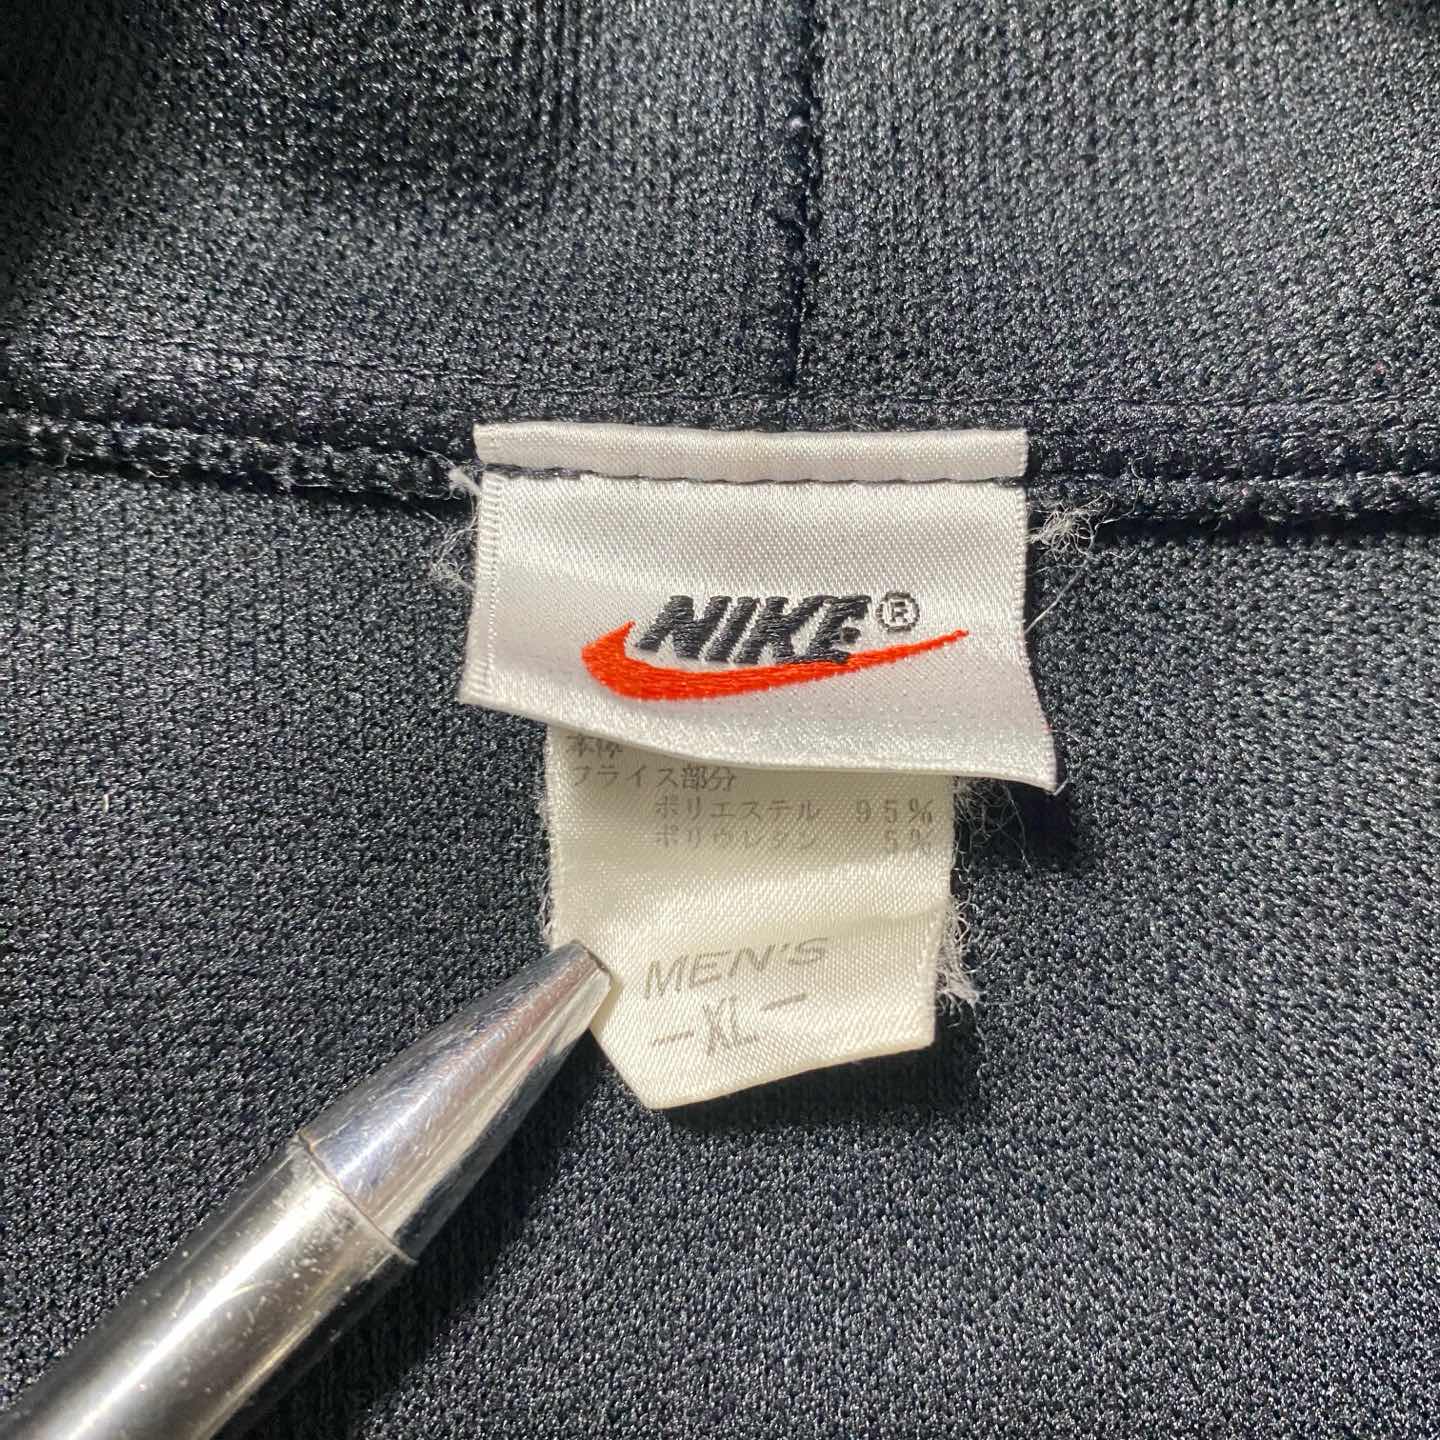 NIKE®
本体
フライス部分
ポリエステル 95%
ポリウレタン 5%
MEN'S
-XL-